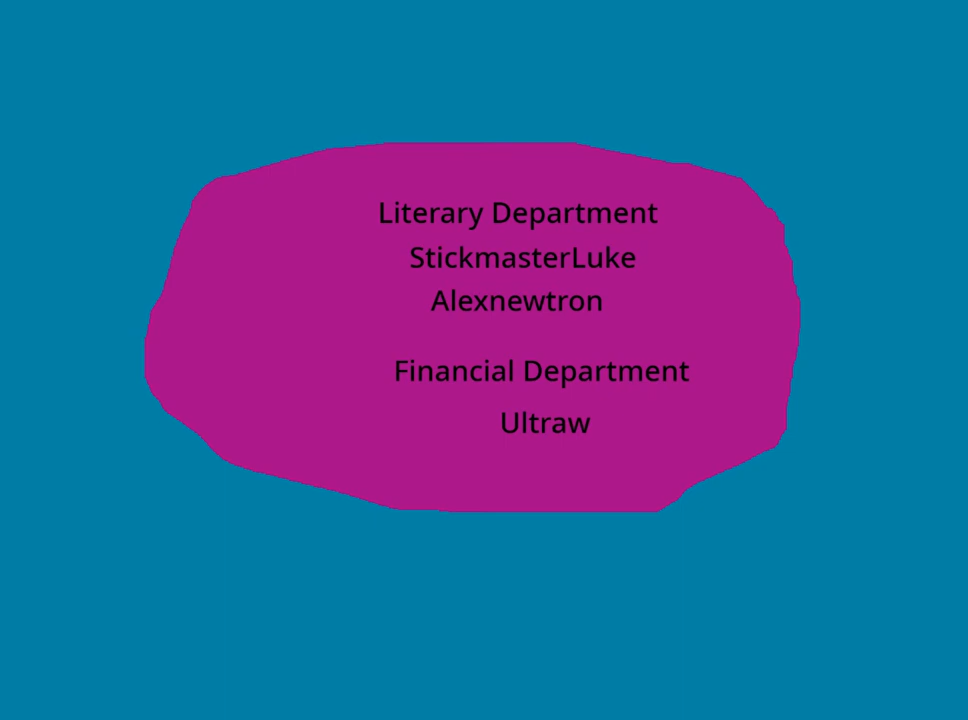 Literary Department
StickmasterLuke
Alexnewtron
Financial Department
Ultraw